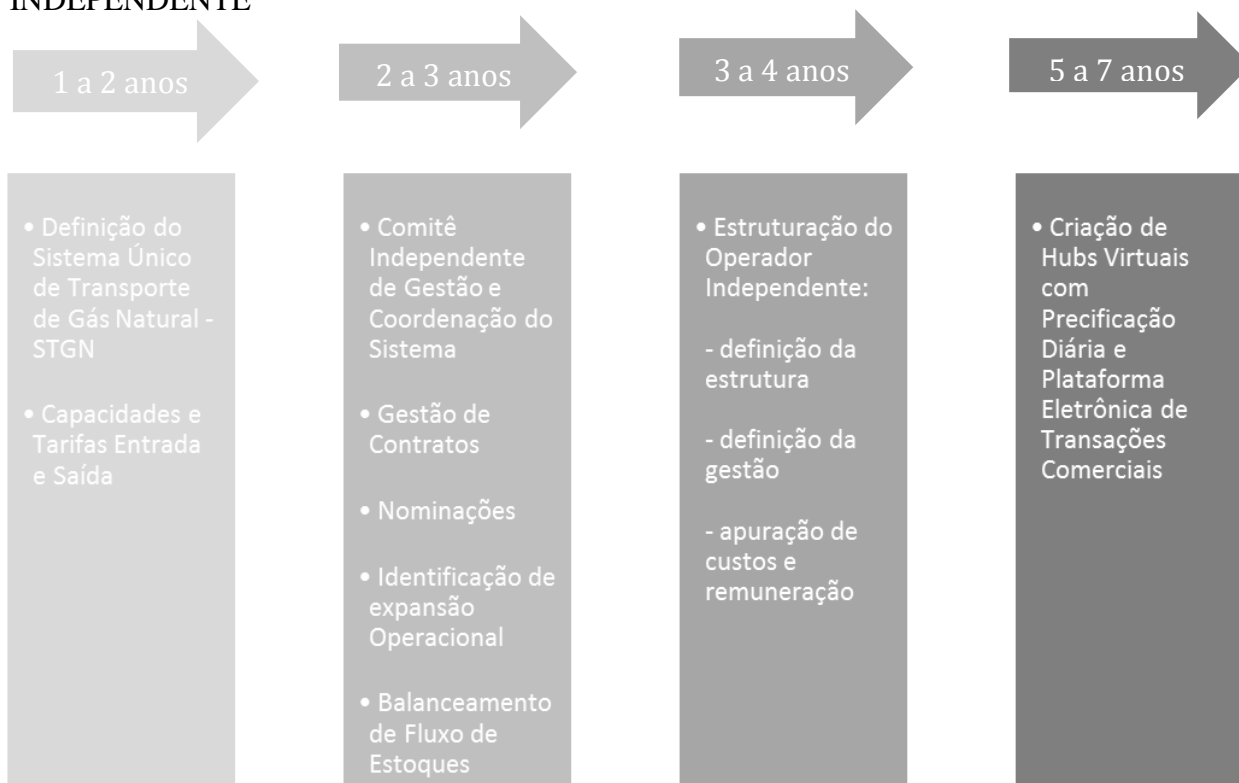 INDEPENDENTE
1 a 2 anos
• Definição do
Sistema Único
de Transporte
de Gás Natural -
STGN
• Capacidades e
Tarifas Entrada
e Saída
2 a 3 anos
• Comitê
Independente
de Gestão e
Coordenação do
Sistema
• Gestão de
Contratos
• Nominações
• Identificação de
expansão
Operacional
• Balanceamento
de Fluxo de
Estoques
3 a 4 anos
• Estruturação do
Operador
Independente:
- definição da
estrutura
- definição da
gestão
- apuração de
custos e
remuneração
5 a 7 anos
• Criação de
Hubs Virtuais
com
Precificação
Diária e
Plataforma
Eletrônica de
Transações
Comerciais